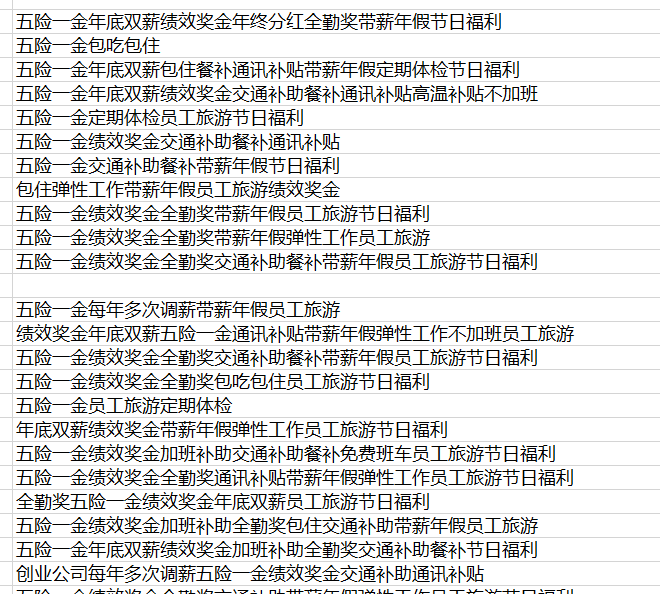 五险一金年底双薪绩效奖金年终分红全勤奖带薪年假节日福利
五险一金包吃包住
五险一金年底双薪包住餐补通讯补贴带薪年假定期体检节日福利
五险一金年底双薪绩效奖金交通补助餐补通讯补贴高温补贴不加班
五险一金定期体检员工旅游节日福利
五险一金绩效奖金交通补助餐补通讯补贴
五险一金交通补助餐补带薪年假节日福利
包住弹性工作带薪年假员工旅游绩效奖金
五险一金绩效奖金全勤奖带薪年假员工旅游节日福利
五险一金绩效奖金全勤奖带薪年假弹性工作员工旅游
五险一金绩效奖金全勤奖交通补助餐补带薪年假员工旅游节日福利
五险一金每年多次调薪带薪年假员工旅游
绩效奖金年底双薪五险一金通讯补贴带薪年假弹性工作不加班员工旅游
五险一金绩效奖金全勤奖交通补助餐补带薪年假员工旅游节日福利
五险一金绩效奖金全勤奖包吃包住员工旅游节日福利
五险一金员工旅游定期体检
年底双薪绩效奖金带薪年假弹性工作员工旅游节日福利
五险一金绩效奖金加班补助交通补助餐补免费班车员工旅游节日福利
五险一金绩效奖金全勤奖通讯补贴带薪年假弹性工作员工旅游节日福利
全勤奖五险一金绩效奖金年底双薪员工旅游节日福利
五险一金绩效奖金加班补助全勤奖包住交通补助带薪年假员工旅游
五险一金年底双薪绩效奖金加班补助全勤奖交通补助餐补节日福利
创业公司每年多次调薪五险一金绩效奖金交通补助通讯补贴